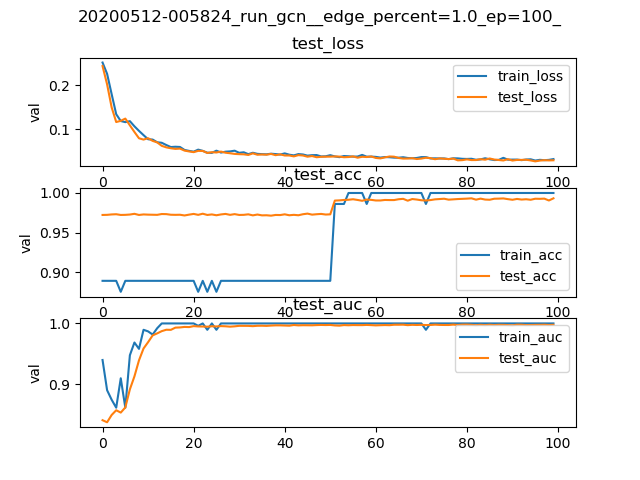 20200512-005824_run_gcn__edge_percent=1.0_ep=100_
test_loss
0.2
0.1
val
train_loss
test_loss
0 20 40 60 80 100
test_acc
1.00
0.95
0.90
val
train_acc
test_acc
0 20 40 60 80 100
test_auc
1.0
0.9
val
train_auc
test_auc
0 20 40 60 80 100